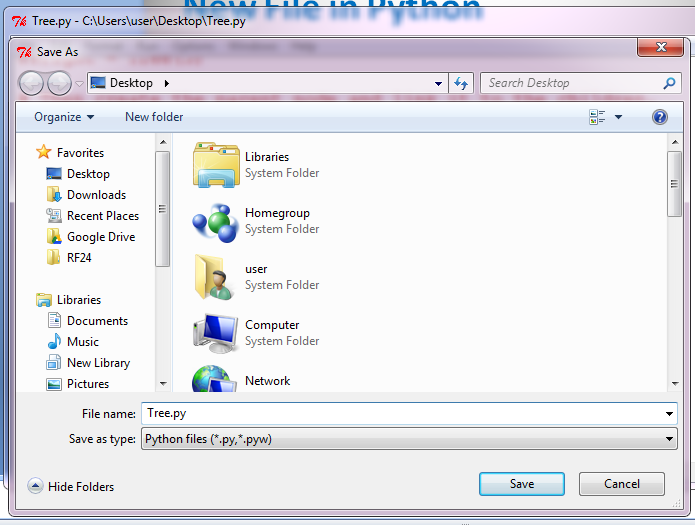 New File in Python
Tree.py - C:\Users\user\Desktop\Tree.py
Save As
Desktop
Search Desktop
Organize
New folder
Favorites
Desktop
Downloads
Recent Places
Google Drive
RF24
Libraries
Documents
Music
New Library
Pictures
Libraries
System Folder
Homegroup
System Folder
user
System Folder
Computer
System Folder
Network
File name: Tree.py
Save as type: Python files (*.py,*.pyw)
Hide Folders
Save
Cancel